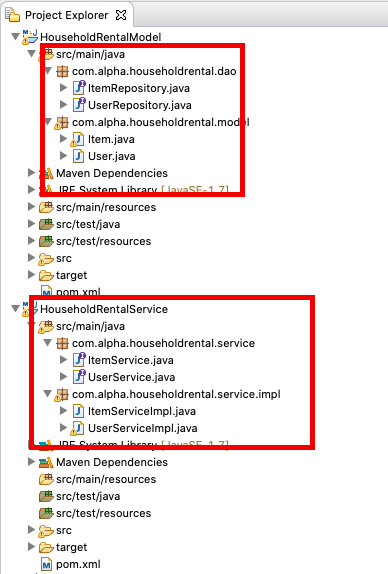 Project Explorer
HouseholdRentalModel
src/main/java
com.alpha.householdrental.dao
ItemRepository.java
UserRepository.java
com.alpha.householdrental.model
Item.java
User.java
Maven Dependencies
JRE System Library [JavaSE-1.7]
src/main/resources
src/test/java
src/test/resources
src
target
pom.xml
HouseholdRentalService
src/main/java
com.alpha.householdrental.service
ItemService.java
UserService.java
com.alpha.householdrental.service.impl
ItemServiceImpl.java
UserServiceImpl.java
JRE System Library [JavaSE-1.7]
Maven Dependencies
src/main/resources
src/test/java
src/test/resources
src
target
pom.xml